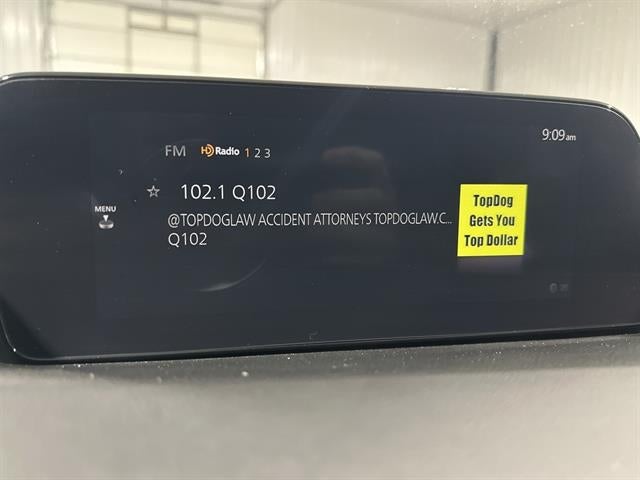 9:09am
FM HD Radio 1 2 3
☆ 102.1 Q102
MENU
@TOPDOGLAW ACCIDENT ATTORNEYS TOPDOGLAW.C...
Q102
TopDog
Gets You
Top Dollar